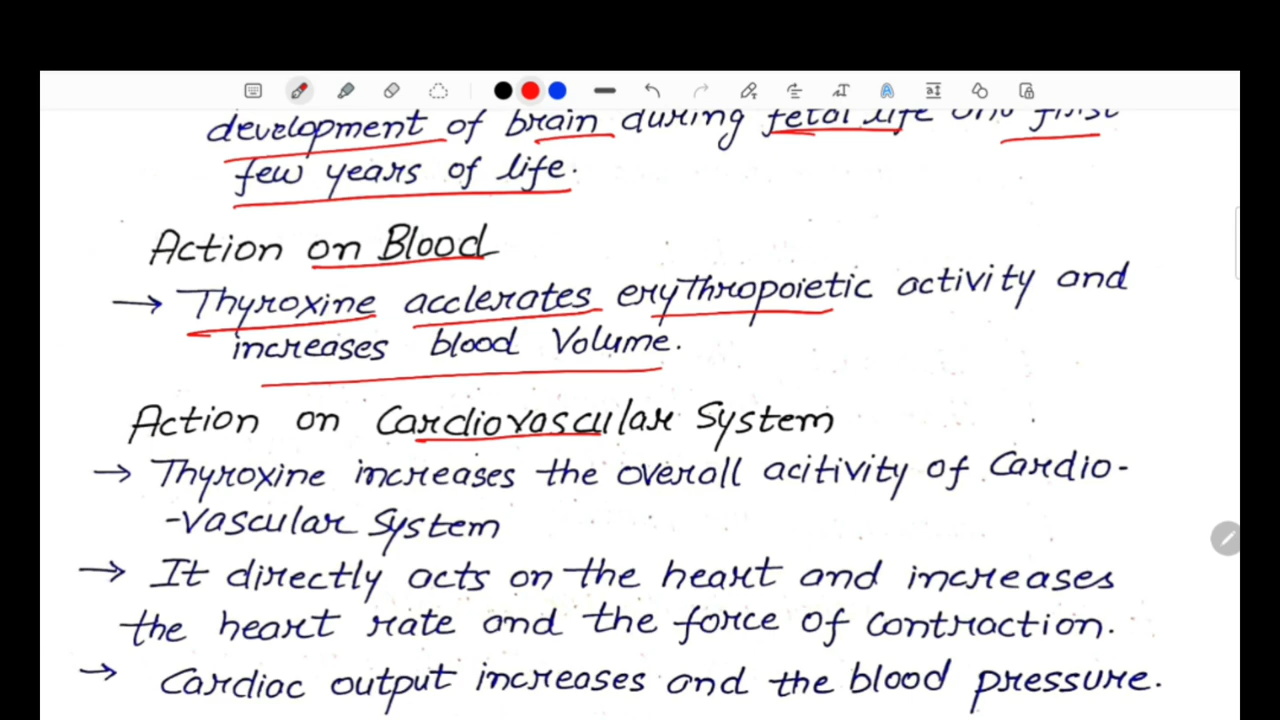 development of brain during fetal life and first
few years of life.
Action on Blood
→ Thyroxine acclerates erythropoietic activity and
increases blood Volume.
Action on Cardiovascular System
→ Thyroxine increases the overall acitivity of Cardio-
-vascular System
→ It directly acts on the heart and increases
the heart rate and the force of contraction.
→ Cardiac output increases and the blood pressure.